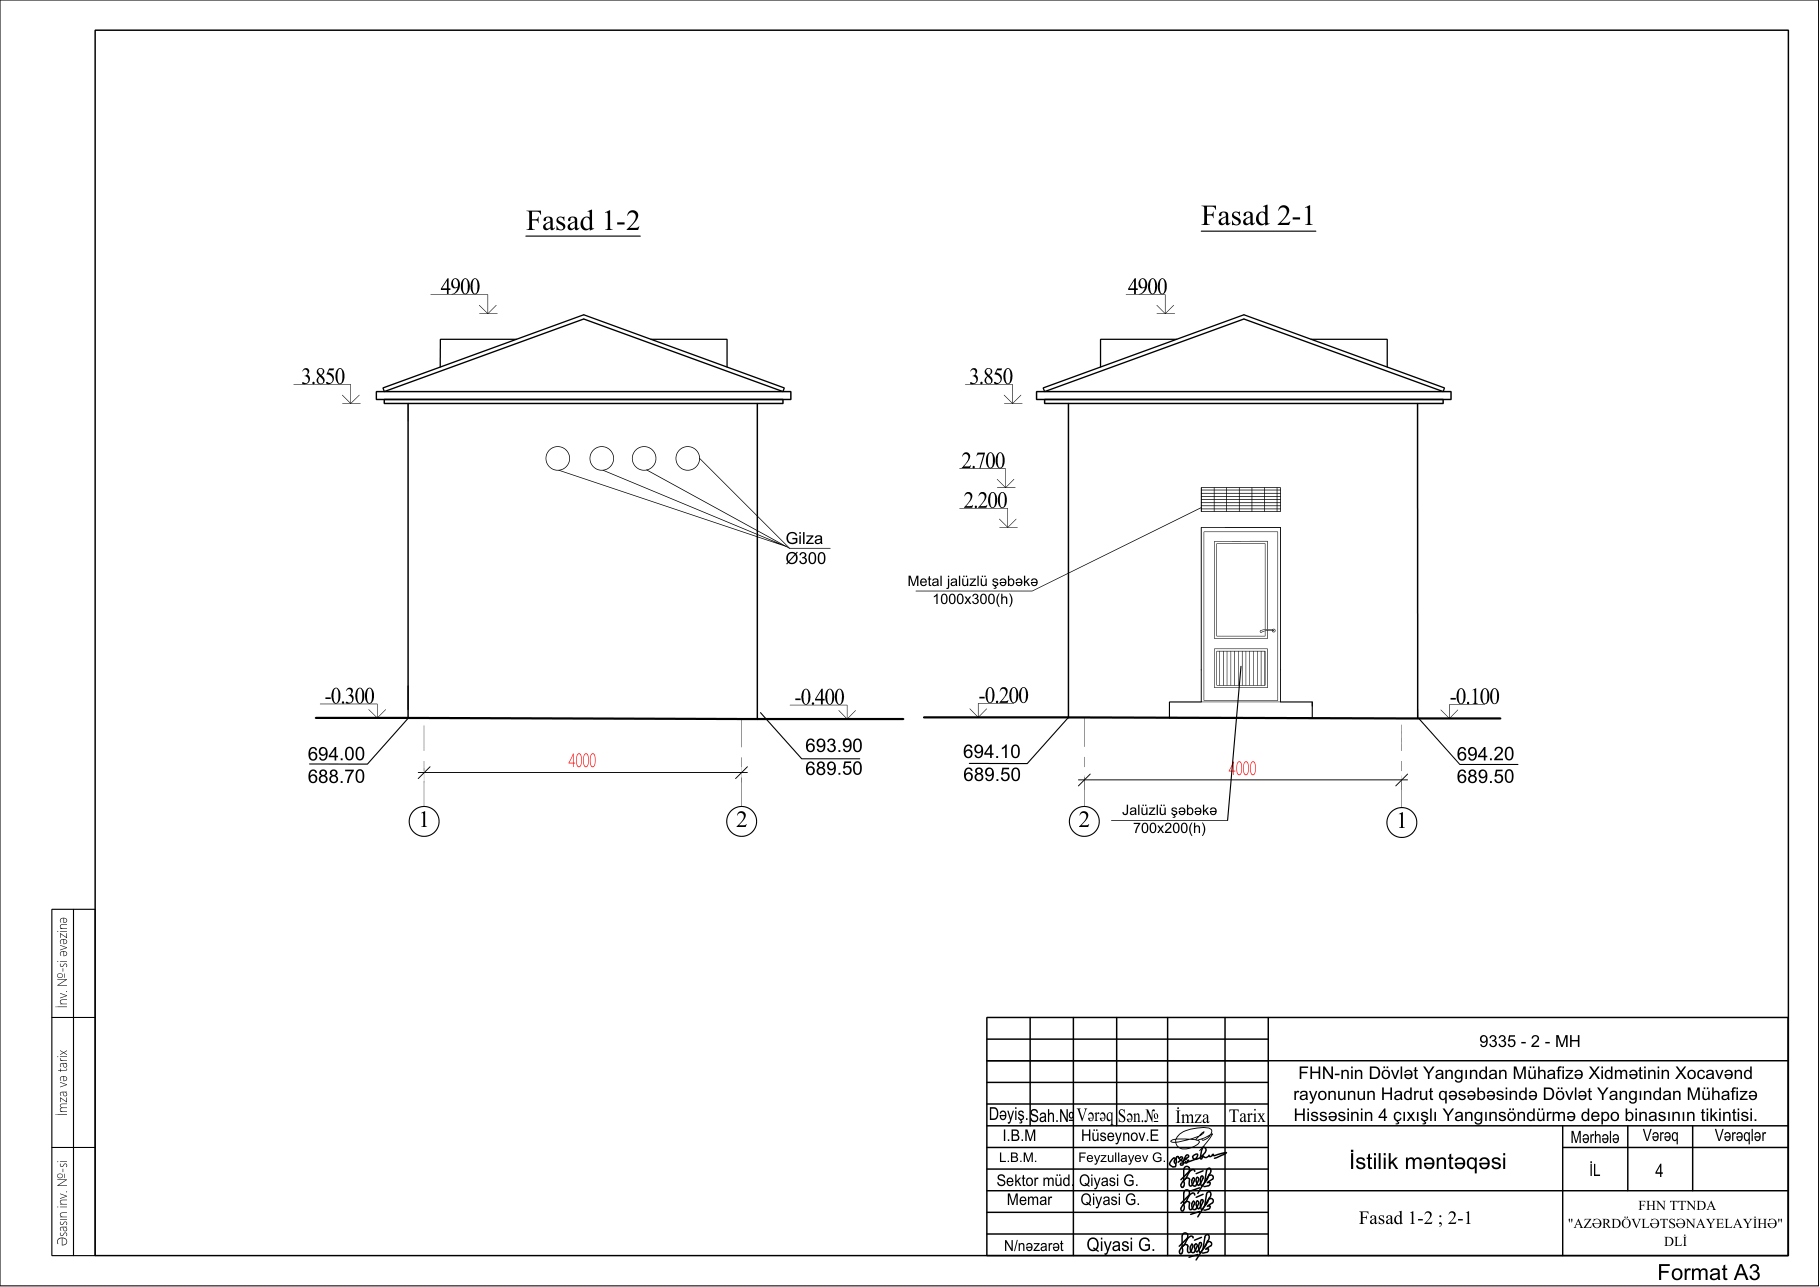 Fasad 1-2
4900
3.850
Gilza
Ø300
-0.300
-0.400
694.00
688.70
693.90
689.50
4000
1
2
Fasad 2-1
4900
3.850
2.700
2.200
Metal jalüzlü şəbəkə
1000x300(h)
-0.200
-0.100
694.10
689.50
694.20
689.50
4000
Jalüzlü şəbəkə
700x200(h)
2
1
İnv. №-si əvəzinə
İmza və tarix
Əsasın inv. №-si
9335 - 2 - MH
FHN-nin Dövlət Yangından Mühafizə Xidmətinin Xocavənd
rayonunun Hadrut qəsəbəsində Dövlət Yangından Mühafizə
Hissəsinin 4 çıxışlı Yangınsöndürmə depo binasının tikintisi.
Dəyiş. Sah.№ Vərəq Sən.№ İmza Tarix
I.B.M Hüseynov.E
L.B.M. Feyzullayev G.
Sektor müd. Qiyasi G.
Memar Qiyasi G.
N/nəzarət Qiyasi G.
İstilik məntəqəsi
Mərhələ Vərəq Vərəqlər
İL 4
Fasad 1-2 ; 2-1
FHN TTNDA
"AZƏRDÖVLƏTSƏNAYELAYİHƏ"
DLİ
Format A3